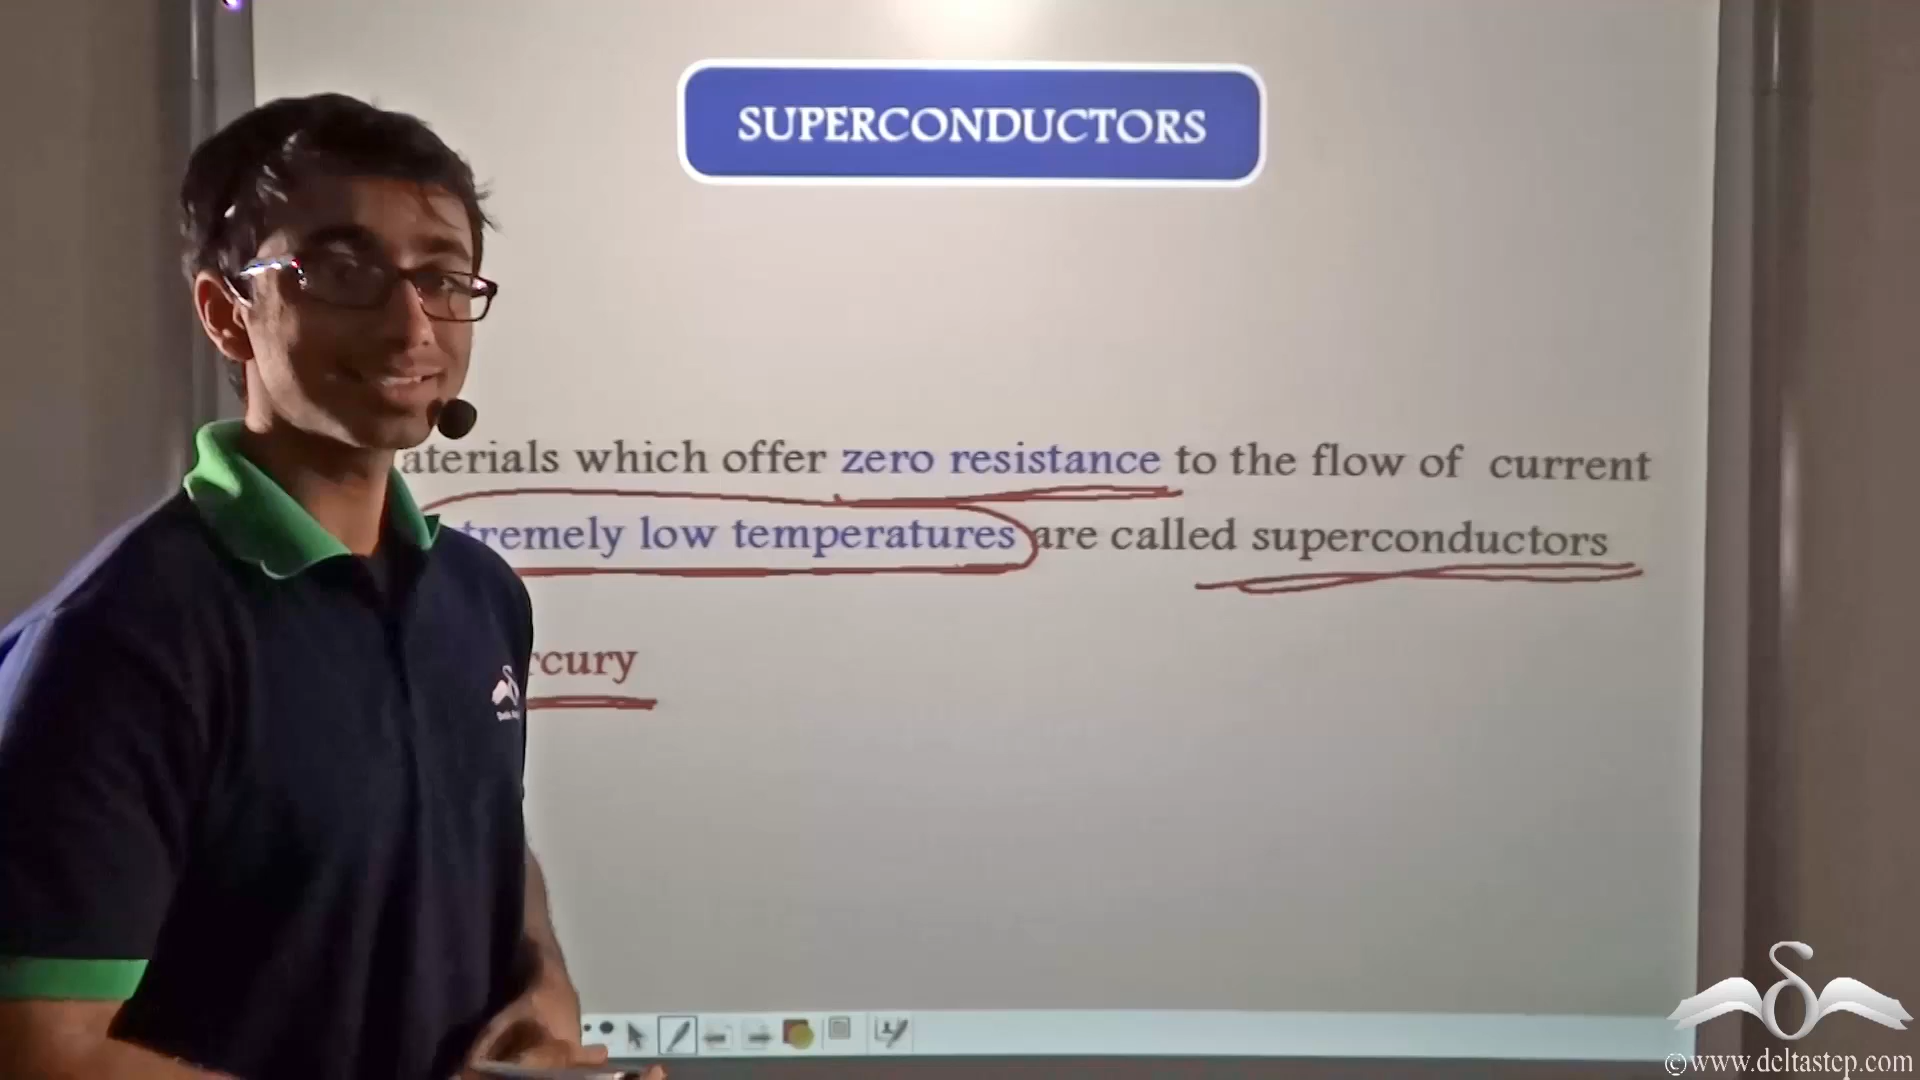 SUPERCONDUCTORS
aterials which offer zero resistance to the flow of current
tremely low temperatures are called superconductors
rcury
©www.deltastep.com